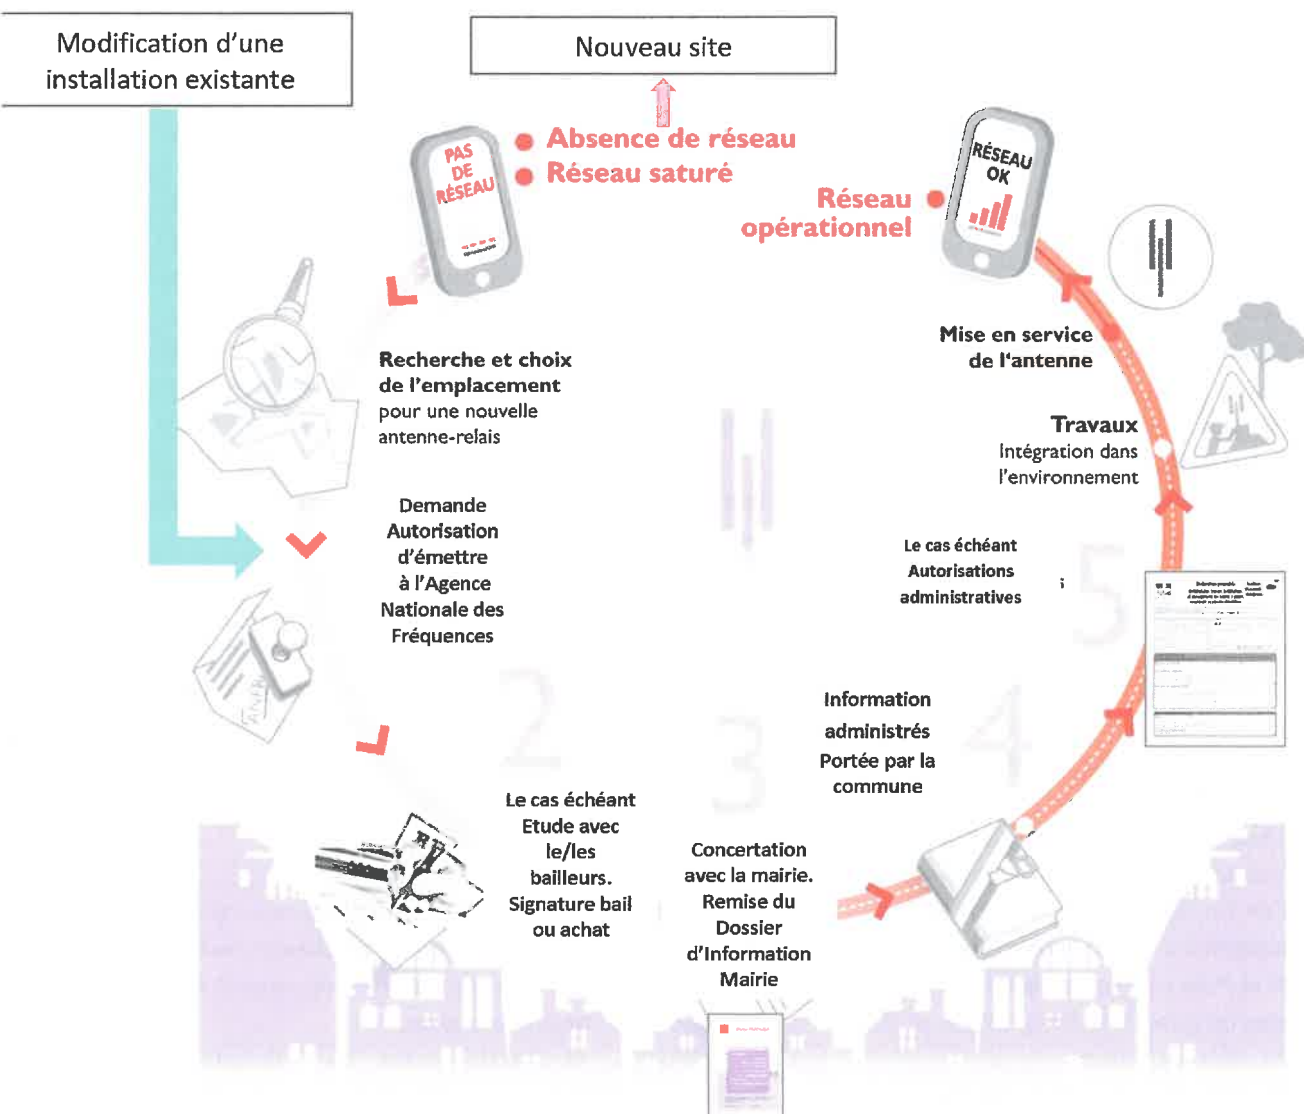 Modification d'une
installation existante
Nouveau site
Absence de réseau
Réseau saturé
PAS
DE
RÉSEAU
RÉSEAU
OK
Réseau
opérationnel
Recherche et choix
de l'emplacement
pour une nouvelle
antenne-relais
Demande
Autorisation
d'émettre
à l'Agence
Nationale des
Fréquences
2
Le cas échéant
Etude avec
le/les
bailleurs.
Signature bail
ou achat
3
Concertation
avec la mairie.
Remise du
Dossier
d'Information
Mairie
4
Information
administrés
Portée par la
commune
5
Le cas échéant
Autorisations
administratives
Travaux
Intégration dans
l'environnement
Mise en service
de l'antenne